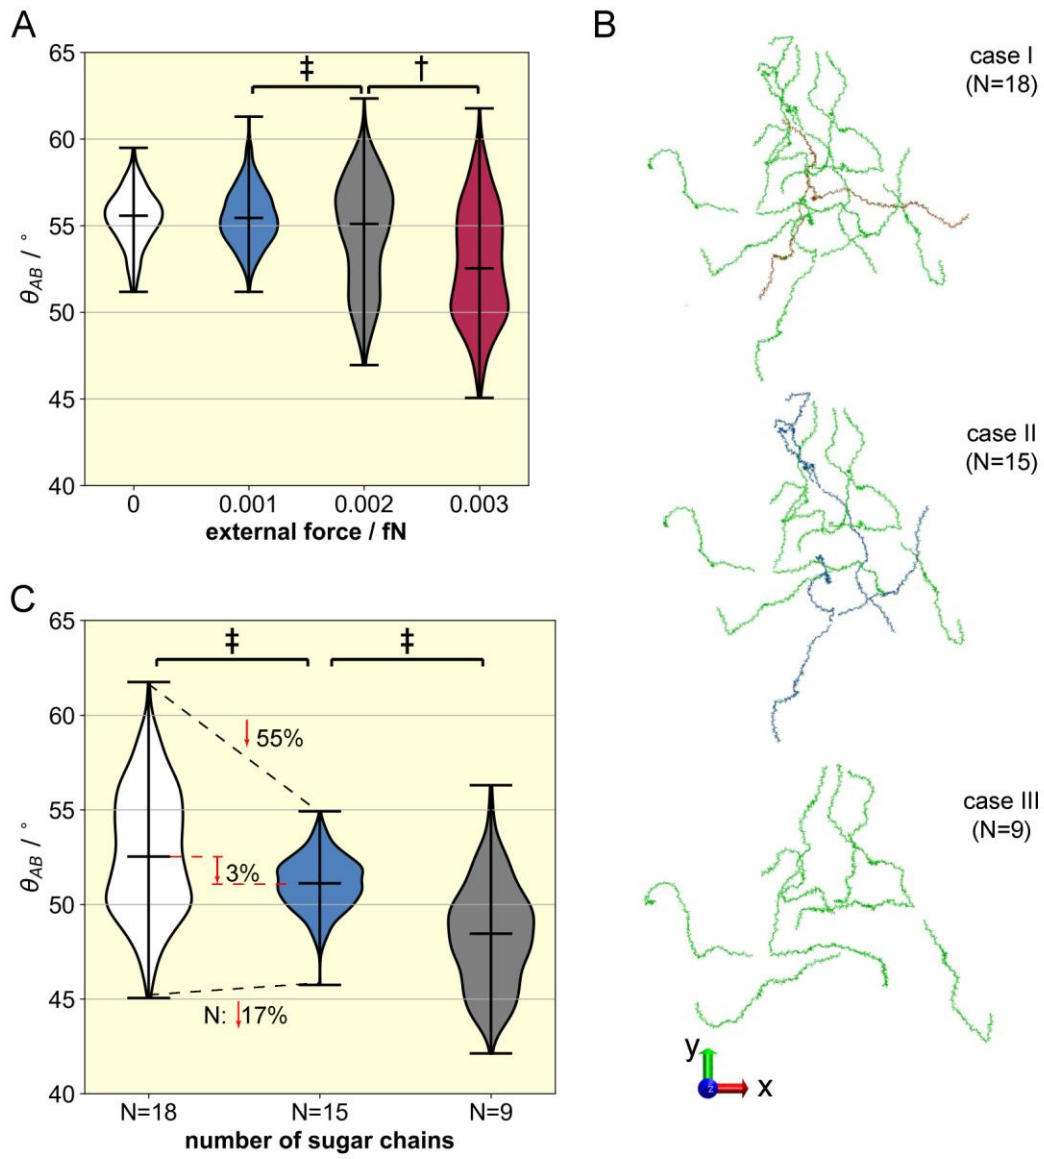 A
65
60
55
50
45
40
θAB / °
‡
†
0
0.001
0.002
0.003
external force / fN
B
case I
(N=18)
case II
(N=15)
case III
(N=9)
y
z
x
C
65
60
55
50
45
40
θAB / °
‡
‡
55%
3%
N: 17%
N=18
N=15
N=9
number of sugar chains